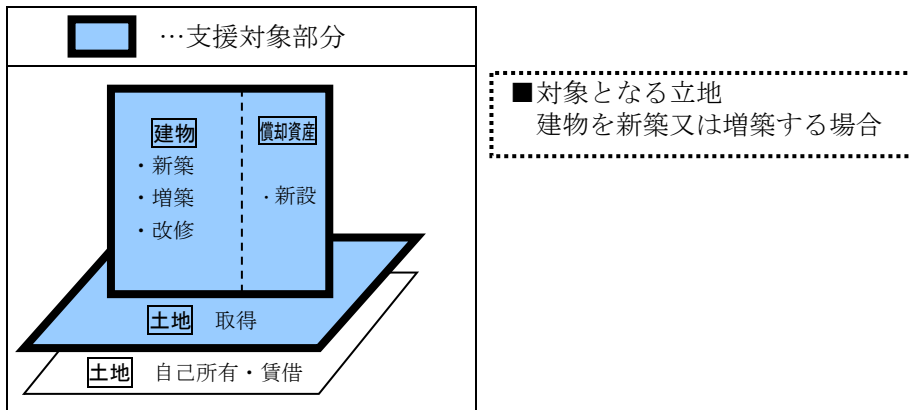 …支援対象部分
■対象となる立地
建物を新築又は増築する場合
建物
・新築
・増築
・改修
償却資産
・新設
土地 取得
土地 自己所有・賃借